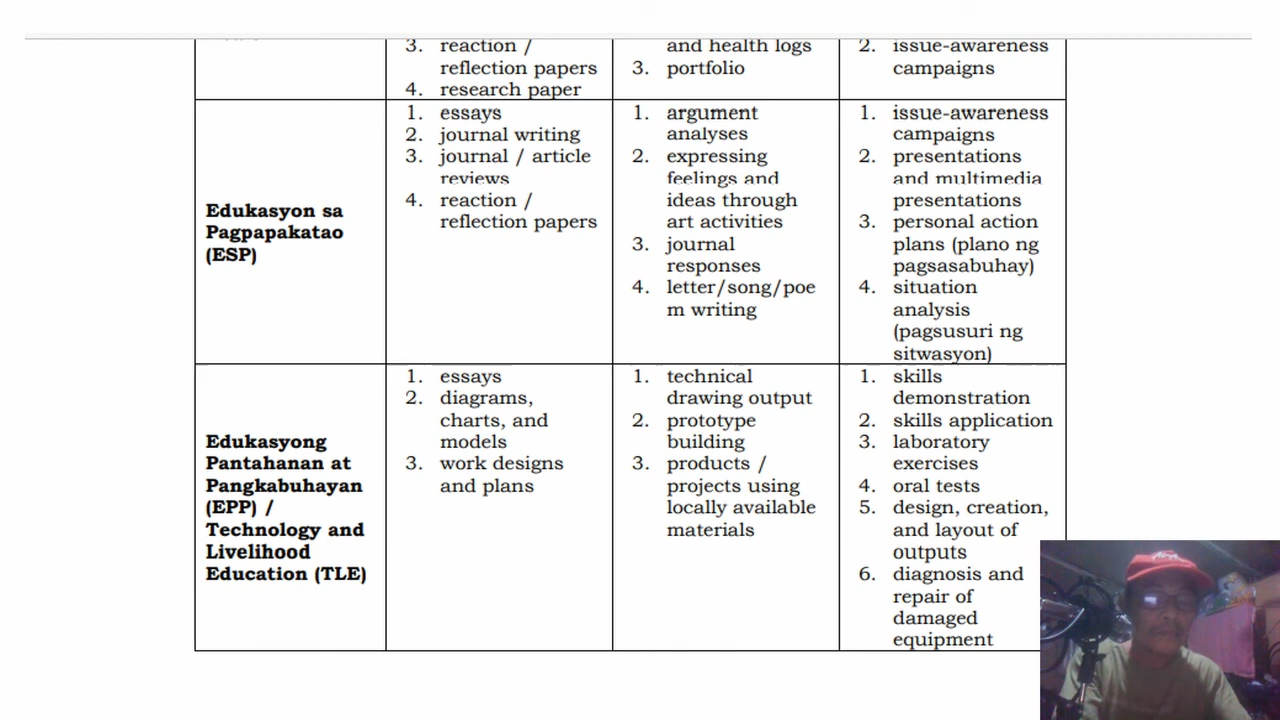 3. reaction /
reflection papers
4. research paper
and health logs
3. portfolio
2. issue-awareness
campaigns
Edukasyon sa
Pagpapakatao
(ESP)
1. essays
2. journal writing
3. journal / article
reviews
4. reaction /
reflection papers
1. argument
analyses
2. expressing
feelings and
ideas through
art activities
3. journal
responses
4. letter/song/poe
m writing
1. issue-awareness
campaigns
2. presentations
and multimedia
presentations
3. personal action
plans (plano ng
pagsasabuhay)
4. situation
analysis
(pagsusuri ng
sitwasyon)
Edukasyong
Pantahanan at
Pangkabuhayan
(EPP) /
Technology and
Livelihood
Education (TLE)
1. essays
2. diagrams,
charts, and
models
3. work designs
and plans
1. technical
drawing output
2. prototype
building
3. products /
projects using
locally available
materials
1. skills
demonstration
2. skills application
3. laboratory
exercises
4. oral tests
5. design, creation,
and layout of
outputs
6. diagnosis and
repair of
damaged
equipment